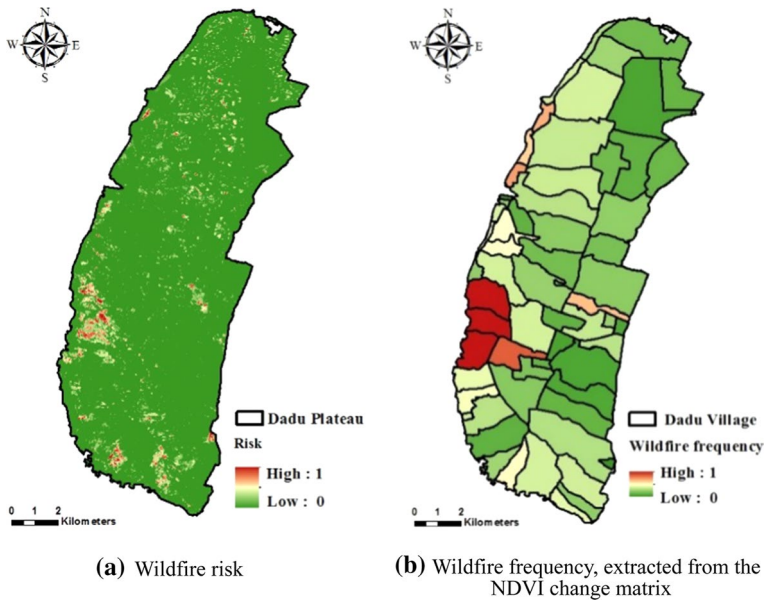 N
W E
S
Dadu Plateau
Risk
High : 1
Low : 0
0 1 2
Kilometers
(a) Wildfire risk
N
W E
S
Dadu Village
Wildfire frequency
High : 1
Low : 0
0 1 2
Kilometers
(b) Wildfire frequency, extracted from the
NDVI change matrix